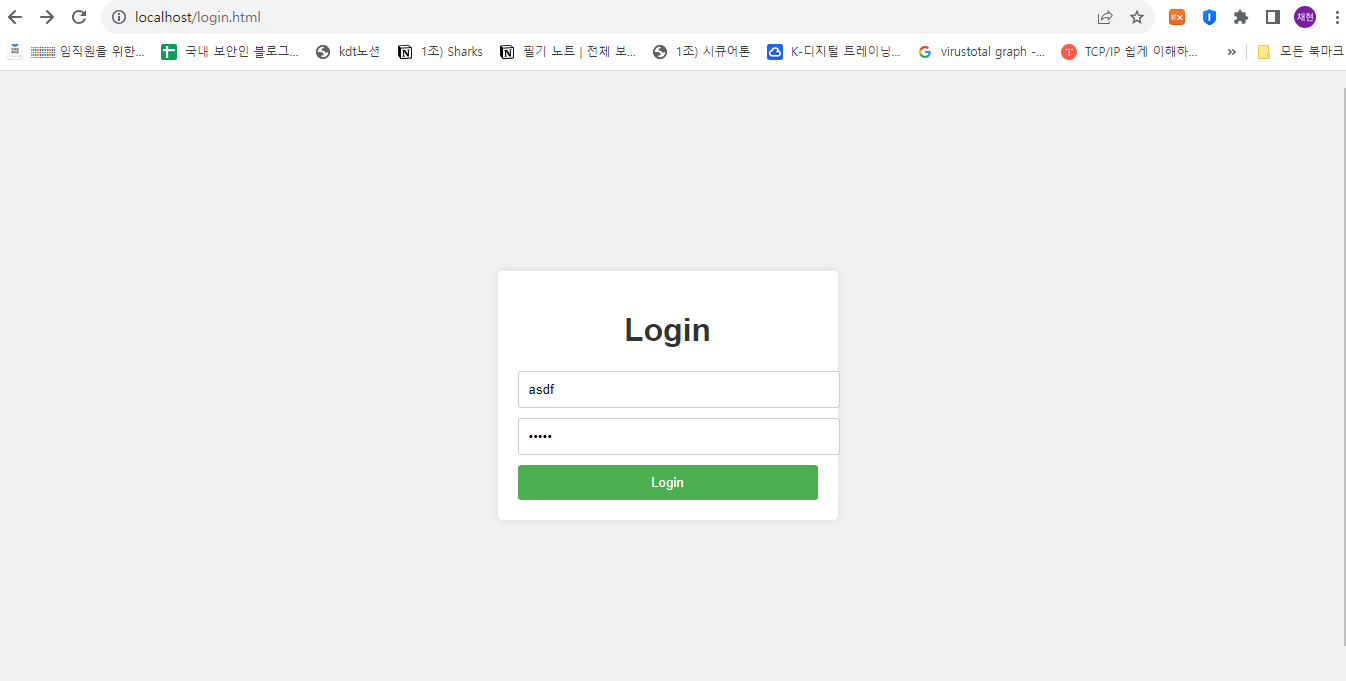 localhost/login.html
채현
임직원을 위한...
국내 보안인 블로그...
kdt노션
1조) Sharks
필기 노트 | 전체 보...
1조) 시큐어톤
K-디지털 트레이닝...
virustotal graph -...
TCP/IP 쉽게 이해하...
»
모든 북마크
Login
asdf
•••••
Login